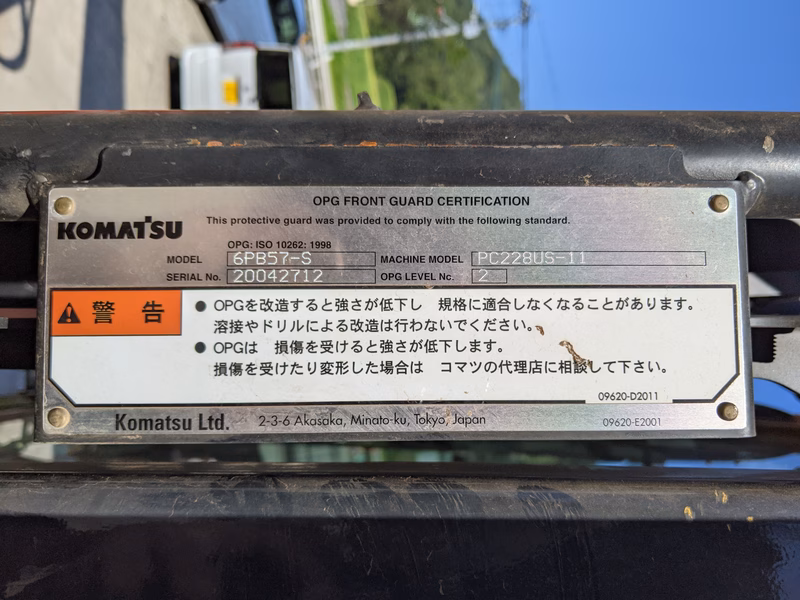 OPG FRONT GUARD CERTIFICATION
KOMATSU
This protective guard was provided to comply with the following standard.
OPG: ISO 10262: 1998
MODEL 6PB57-S MACHINE MODEL PC228US-11
SERIAL No. 20042712 OPG LEVEL Nc. 2
警告
● OPGを改造すると強さが低下し 規格に適合しなくなることがあります。
溶接やドリルによる改造は行わないでください。
● OPGは 損傷を受けると強さが低下します。
損傷を受けたり変形した場合は コマツの代理店に相談して下さい。
09620-D2011
Komatsu Ltd. 2-3-6 Akasaka, Minato-ku, Tokyo, Japan
09620-E2001